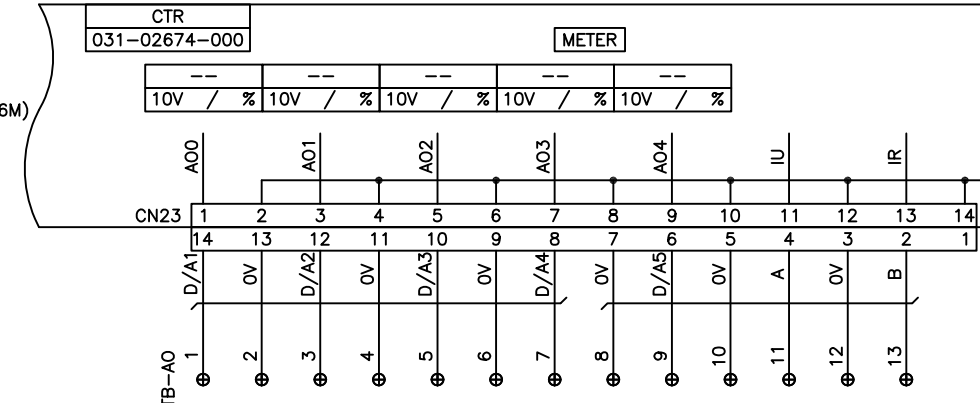 CTR
031-02674-000
METER
6M)
-- -- -- -- --
10V / % 10V / % 10V / % 10V / % 10V / %
AO0 AO1 AO2 AO3 AO4 IU IR
CN23 1 2 3 4 5 6 7 8 9 10 11 12 13 14
14 13 12 11 10 9 8 7 6 5 4 3 2 1
D/A1 0V D/A2 0V D/A3 0V D/A4 0V D/A5 0V A 0V B
TB-AO 1 2 3 4 5 6 7 8 9 10 11 12 13